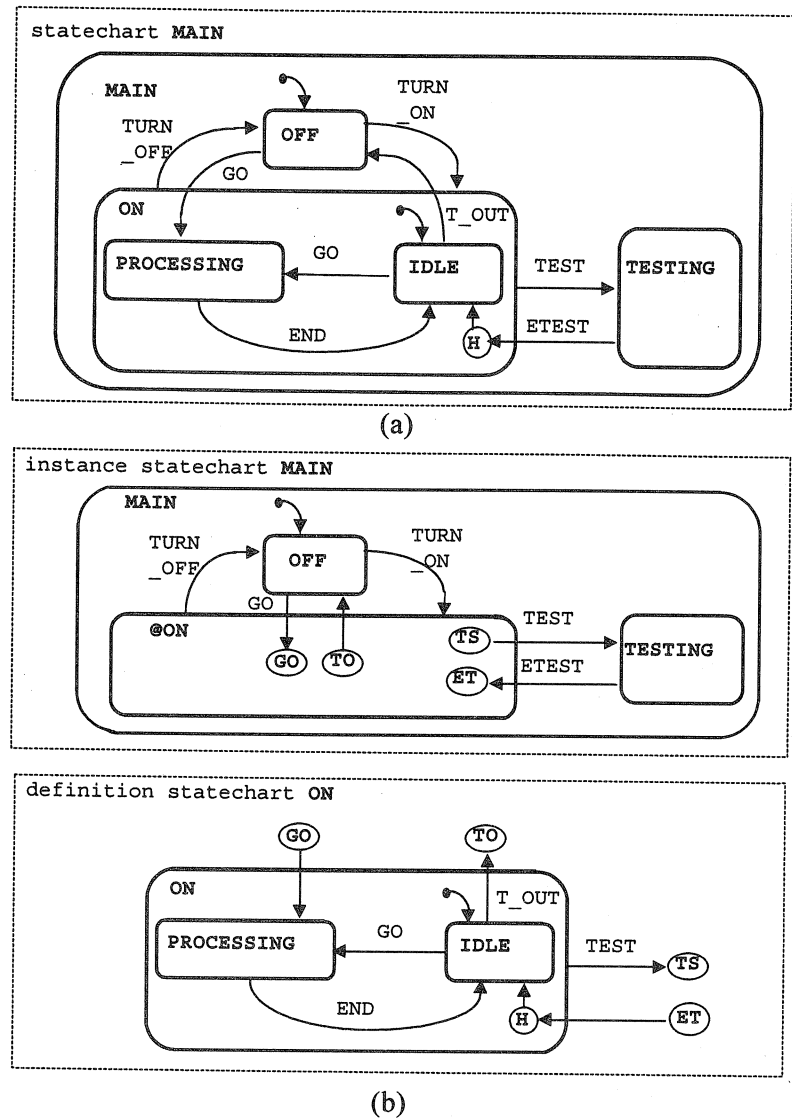 statechart MAIN
MAIN
TURN
_ON
TURN
_OFF
OFF
GO
ON
T_OUT
PROCESSING
GO
IDLE
TEST
TESTING
END
H
ETEST
(a)
instance statechart MAIN
MAIN
TURN
_OFF
OFF
TURN
_ON
GO
@ON
GO
TO
TS
TEST
TESTING
ET
ETEST
definition statechart ON
GO
TO
ON
T_OUT
PROCESSING
GO
IDLE
TEST
TS
END
H
ET
(b)